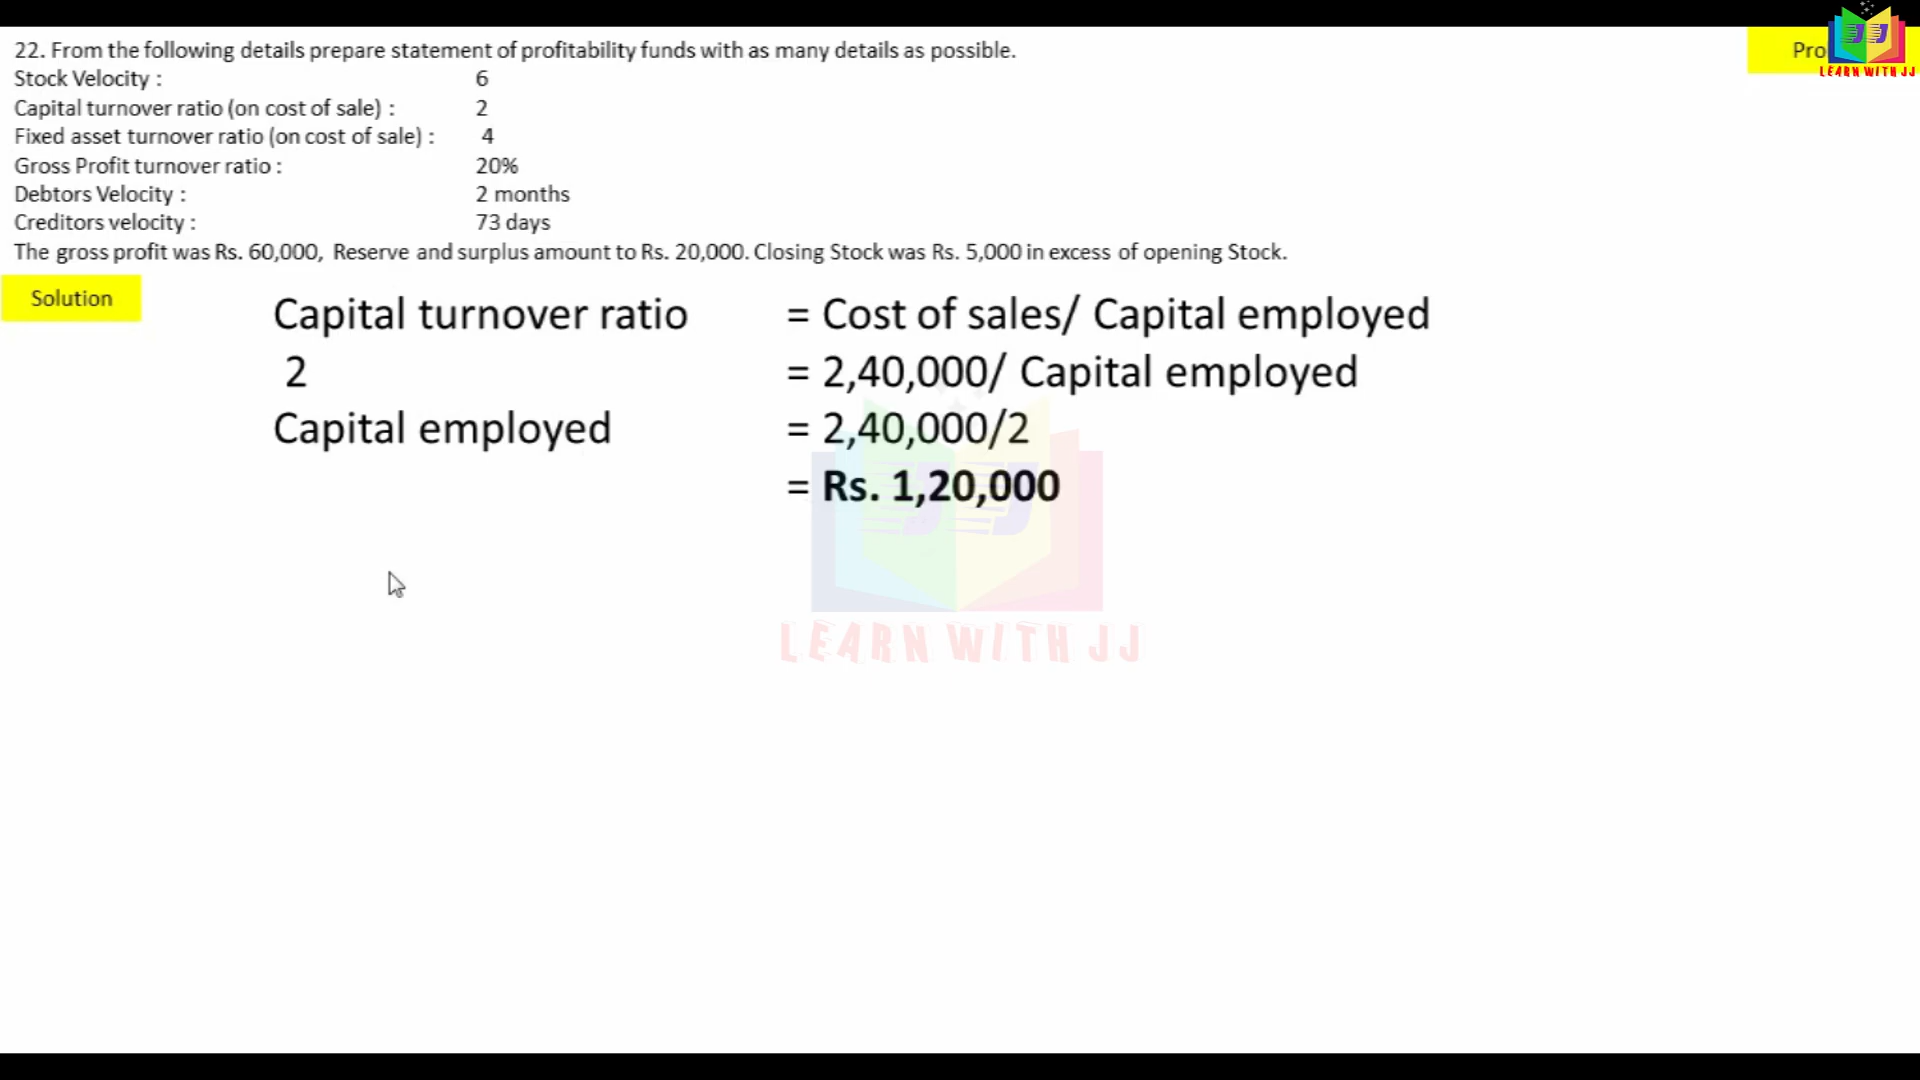 22. From the following details prepare statement of profitability funds with as many details as possible.
Pro
LEARN WITH JJ
Stock Velocity : 6
Capital turnover ratio (on cost of sale) : 2
Fixed asset turnover ratio (on cost of sale) : 4
Gross Profit turnover ratio : 20%
Debtors Velocity : 2 months
Creditors velocity : 73 days
The gross profit was Rs. 60,000, Reserve and surplus amount to Rs. 20,000. Closing Stock was Rs. 5,000 in excess of opening Stock.
Solution
Capital turnover ratio = Cost of sales/ Capital employed
2 = 2,40,000/ Capital employed
Capital employed = 2,40,000/2
= Rs. 1,20,000
LEARN WITH JJ